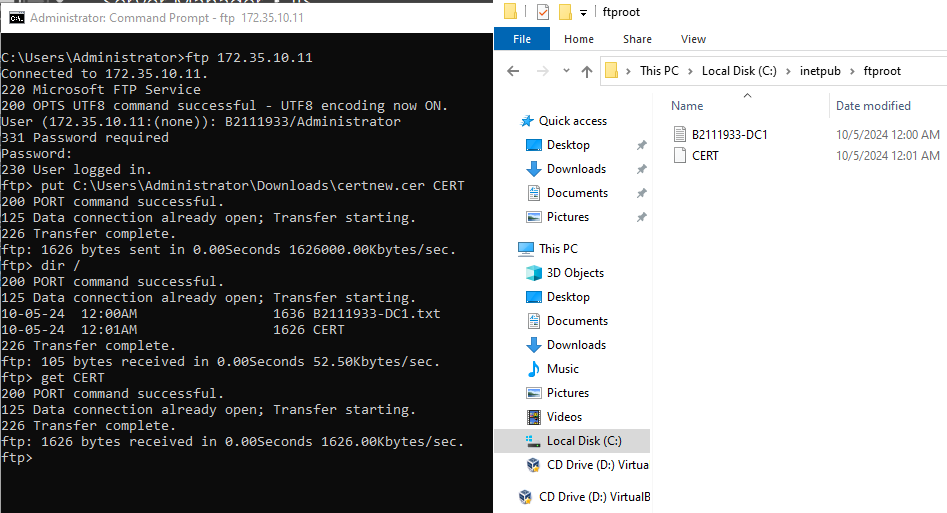 Administrator: Command Prompt - ftp 172.35.10.11
C:\Users\Administrator>ftp 172.35.10.11
Connected to 172.35.10.11.
220 Microsoft FTP Service
200 OPTS UTF8 command successful - UTF8 encoding now ON.
User (172.35.10.11:(none)): B2111933/Administrator
331 Password required
Password:
230 User logged in.
ftp> put C:\Users\Administrator\Downloads\certnew.cer CERT
200 PORT command successful.
125 Data connection already open; Transfer starting.
226 Transfer complete.
ftp: 1626 bytes sent in 0.00Seconds 1626000.00Kbytes/sec.
ftp> dir /
200 PORT command successful.
125 Data connection already open; Transfer starting.
10-05-24  12:00AM                 1636 B2111933-DC1.txt
10-05-24  12:01AM                 1626 CERT
226 Transfer complete.
ftp: 105 bytes received in 0.00Seconds 52.50Kbytes/sec.
ftp> get CERT
200 PORT command successful.
125 Data connection already open; Transfer starting.
226 Transfer complete.
ftp: 1626 bytes received in 0.00Seconds 1626.00Kbytes/sec.
ftp>
ftproot
File Home Share View
This PC > Local Disk (C:) > inetpub > ftproot
Quick access
Desktop
Downloads
Documents
Pictures
This PC
3D Objects
Desktop
Documents
Downloads
Music
Pictures
Videos
Local Disk (C:)
CD Drive (D:) Virtua
CD Drive (D:) VirtualB
Name Date modified
B2111933-DC1 10/5/2024 12:00 AM
CERT 10/5/2024 12:01 AM